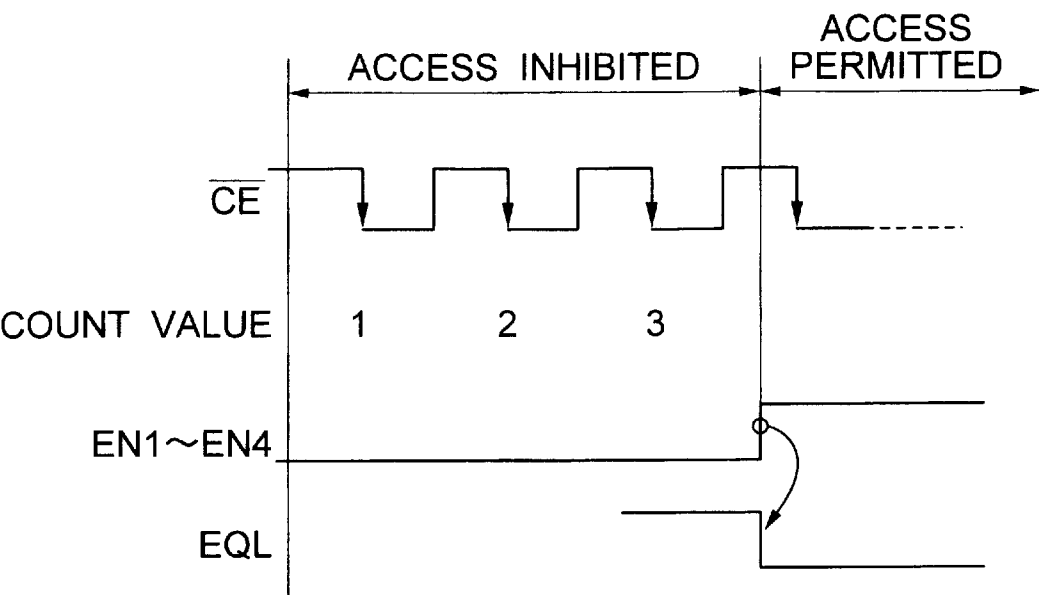 ACCESS
ACCESS INHIBITED
PERMITTED
CE
COUNT VALUE 1 2 3
EN1～EN4
EQL